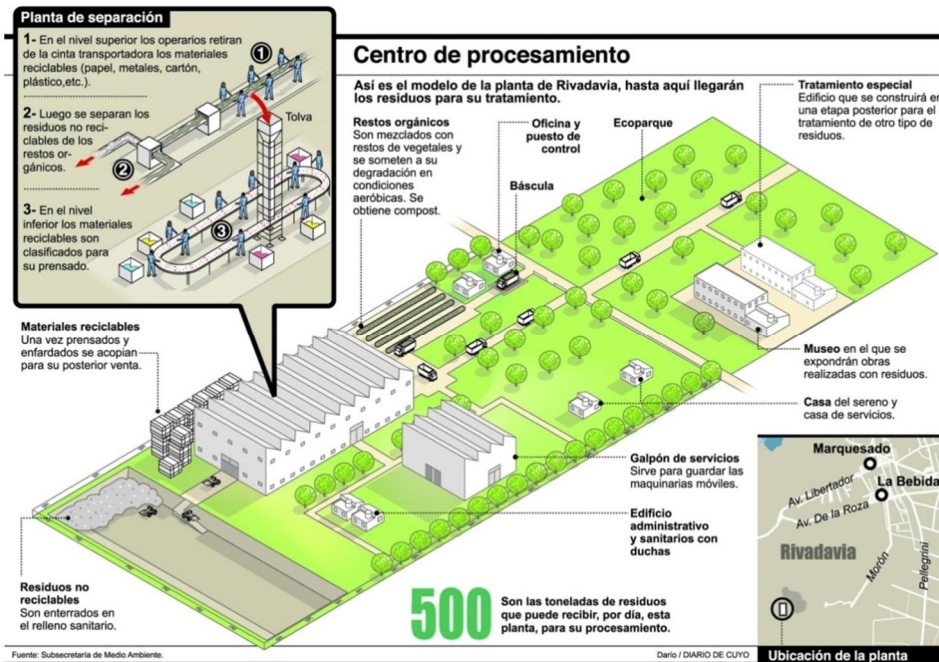 Planta de separación
1- En el nivel superior los operarios retiran
de la cinta transportadora los materiales
reciclables (papel, metales, cartón,
plástico,etc.).
2- Luego se separan los
residuos no reci-
clables de los
restos or-
gánicos.
3- En el nivel
inferior los materiales
reciclables son
clasificados para
su prensado.
1
Tolva
2
3
Centro de procesamiento
Así es el modelo de la planta de Rivadavia, hasta aquí llegarán
los residuos para su tratamiento.
Restos orgánicos
Son mezclados con
restos de vegetales y
se someten a su
degradación en
condiciones
aeróbicas. Se
obtiene compost.
Oficina y
puesto de
control
Báscula
Ecoparque
Tratamiento especial
Edificio que se construirá en
una etapa posterior para el
tratamiento de otro tipo de
residuos.
Materiales reciclables
Una vez prensados y
enfardados se acopian
para su posterior venta.
Museo en el que se
expondrán obras
realizadas con residuos.
Casa del sereno y
casa de servicios.
Galpón de servicios
Sirve para guardar las
maquinarias móviles.
Edificio
administrativo
y sanitarios con
duchas
Residuos no
reciclables
Son enterrados en
el relleno sanitario.
500
Son las toneladas de residuos
que puede recibir, por día, esta
planta, para su procesamiento.
Marquesado
La Bebida
Av. Libertador
Av. De la Roza
Rivadavia
Morón
Pellegrini
Ubicación de la planta
Fuente: Subsecretaría de Medio Ambiente.
Darío / DIARIO DE CUYO